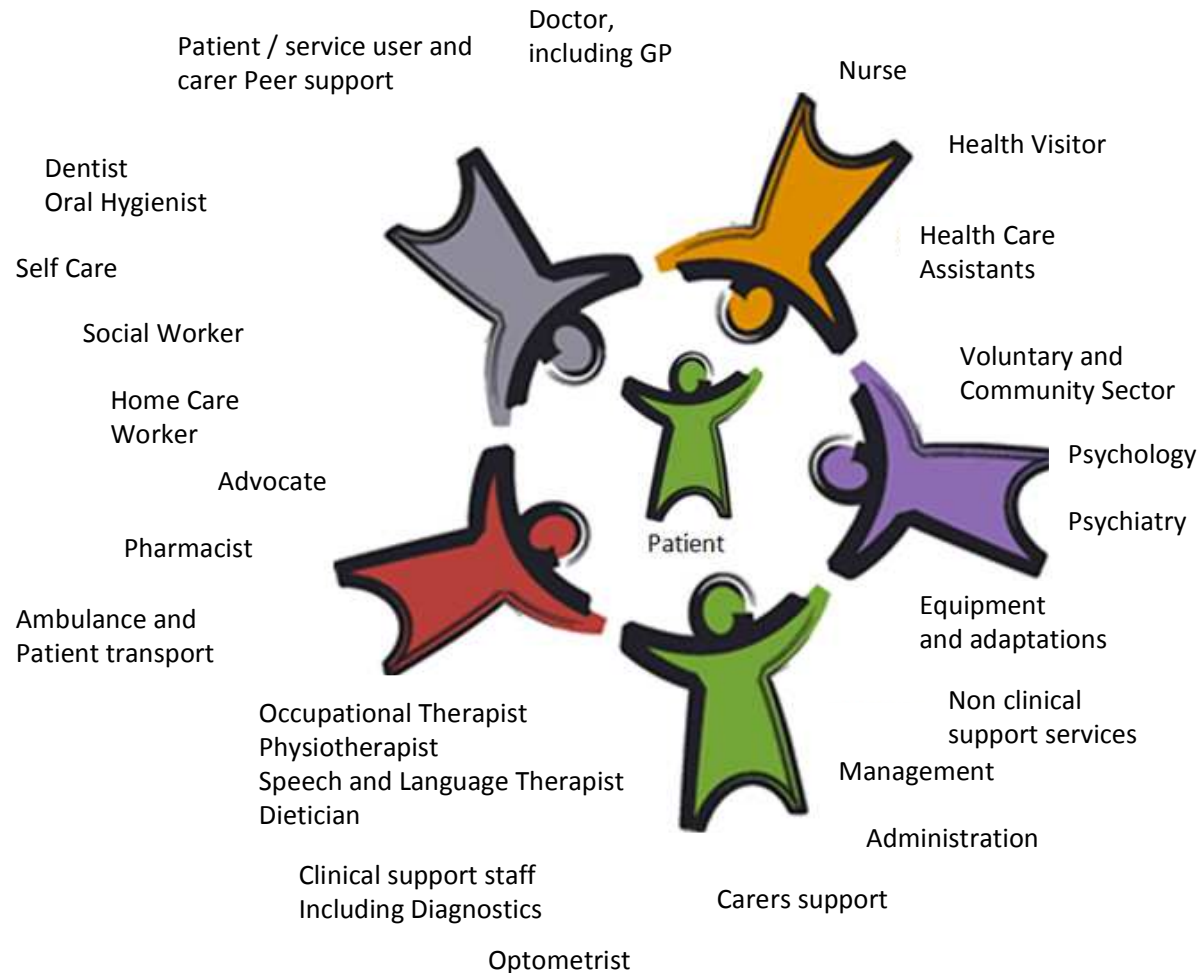 Doctor,
including GP
Patient / service user and
carer Peer support
Nurse
Health Visitor
Dentist
Oral Hygienist
Health Care
Assistants
Self Care
Social Worker
Voluntary and
Community Sector
Home Care
Worker
Psychology
Advocate
Psychiatry
Pharmacist
Patient
Ambulance and
Patient transport
Equipment
and adaptations
Non clinical
support services
Occupational Therapist
Physiotherapist
Speech and Language Therapist
Dietician
Management
Administration
Clinical support staff
Including Diagnostics
Carers support
Optometrist